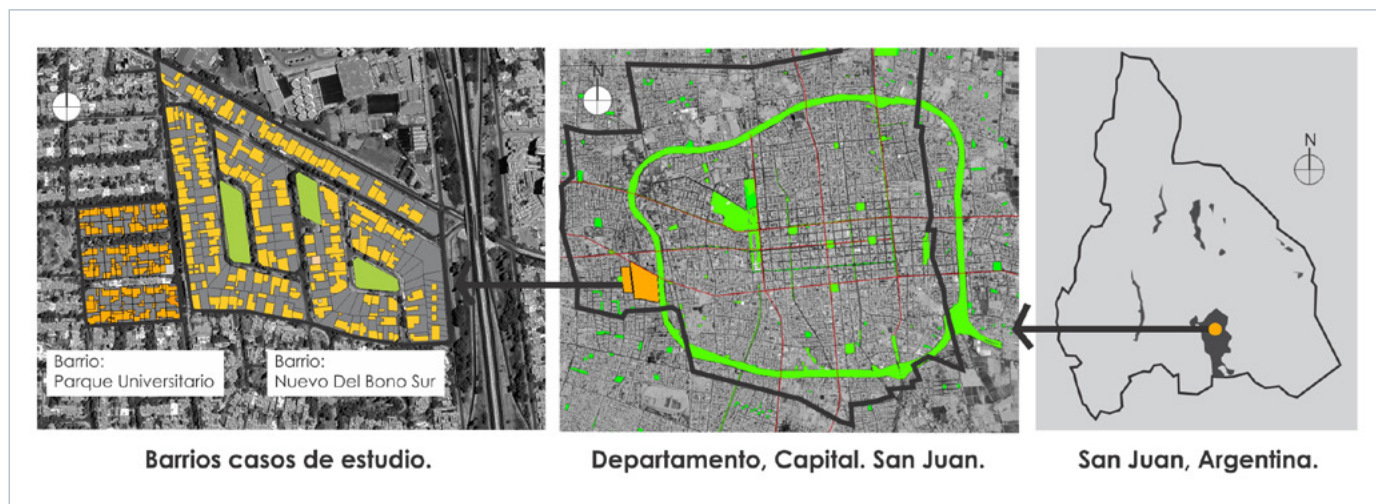 N
N
N
Barrio:
Parque Universitario
Barrio:
Nuevo Del Bono Sur
Barrios casos de estudio.
Departamento, Capital. San Juan.
San Juan, Argentina.